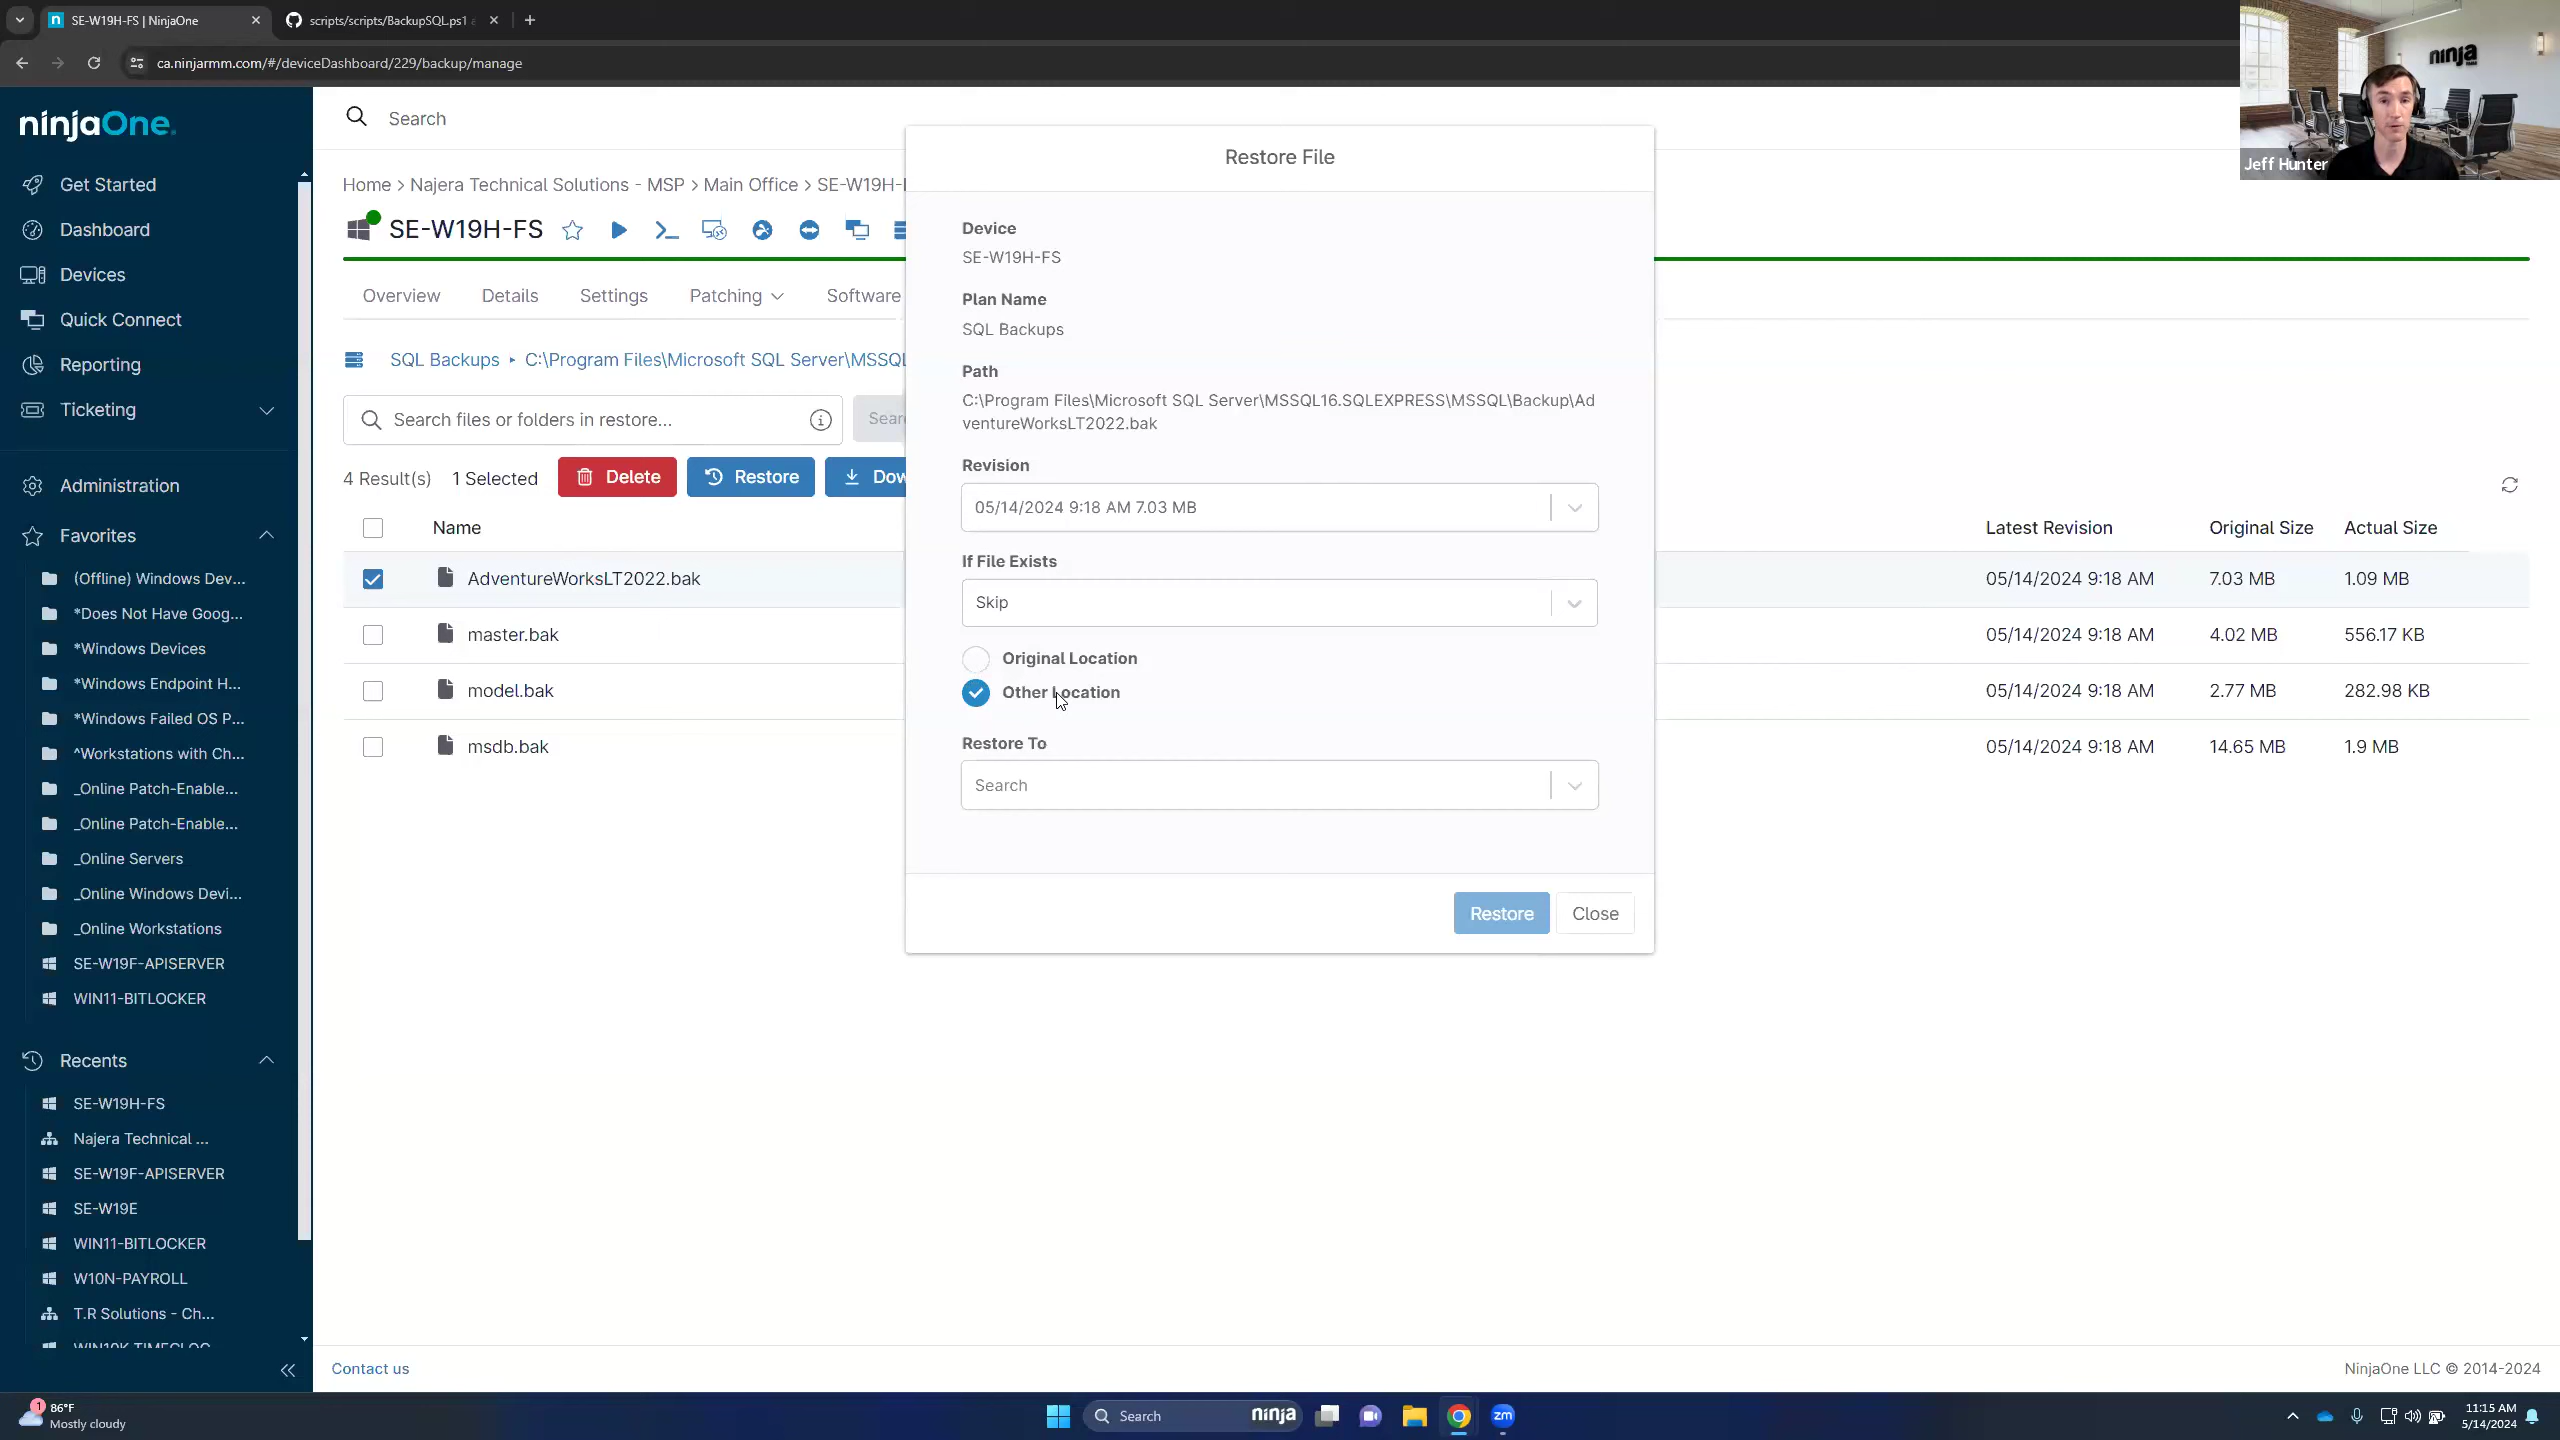 SE-W19H-FS | NinjaOne
scripts/scripts/BackupSQL.ps1
ca.ninjarmm.com/#/deviceDashboard/229/backup/manage
ninja
Jeff Hunter
ninjaOne.
Get Started
Dashboard
Devices
Quick Connect
Reporting
Ticketing
Administration
Favorites
(Offline) Windows Dev...
*Does Not Have Goog...
*Windows Devices
*Windows Endpoint H...
*Windows Failed OS P...
^Workstations with Ch...
_Online Patch-Enable...
_Online Patch-Enable...
_Online Servers
_Online Windows Devi...
_Online Workstations
SE-W19F-APISERVER
WIN11-BITLOCKER
Recents
SE-W19H-FS
Najera Technical ...
SE-W19F-APISERVER
SE-W19E
WIN11-BITLOCKER
W10N-PAYROLL
T.R Solutions - Ch...
Search
Home > Najera Technical Solutions - MSP > Main Office > SE-W19H-F
SE-W19H-FS
Overview
Details
Settings
Patching
Software
SQL Backups
C:\Program Files\Microsoft SQL Server\MSSQL
Search files or folders in restore...
Sear
4 Result(s)
1 Selected
Delete
Restore
Dow
Name
Latest Revision
Original Size
Actual Size
AdventureWorksLT2022.bak
05/14/2024 9:18 AM
7.03 MB
1.09 MB
master.bak
05/14/2024 9:18 AM
4.02 MB
556.17 KB
model.bak
05/14/2024 9:18 AM
2.77 MB
282.98 KB
msdb.bak
05/14/2024 9:18 AM
14.65 MB
1.9 MB
Restore File
Device
SE-W19H-FS
Plan Name
SQL Backups
Path
C:\Program Files\Microsoft SQL Server\MSSQL16.SQLEXPRESS\MSSQL\Backup\Ad
ventureWorksLT2022.bak
Revision
05/14/2024 9:18 AM 7.03 MB
If File Exists
Skip
Original Location
Other Location
Restore To
Search
Restore
Close
Contact us
NinjaOne LLC © 2014-2024
1
86°F
Mostly cloudy
Search
ninja
zm
11:15 AM
5/14/2024